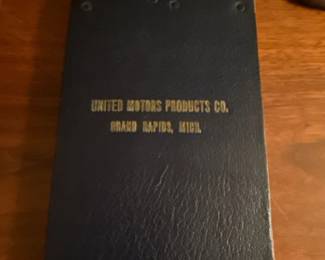 UNITED MOTORS PRODUCTS CO.
GRAND RAPIDS, MICH.